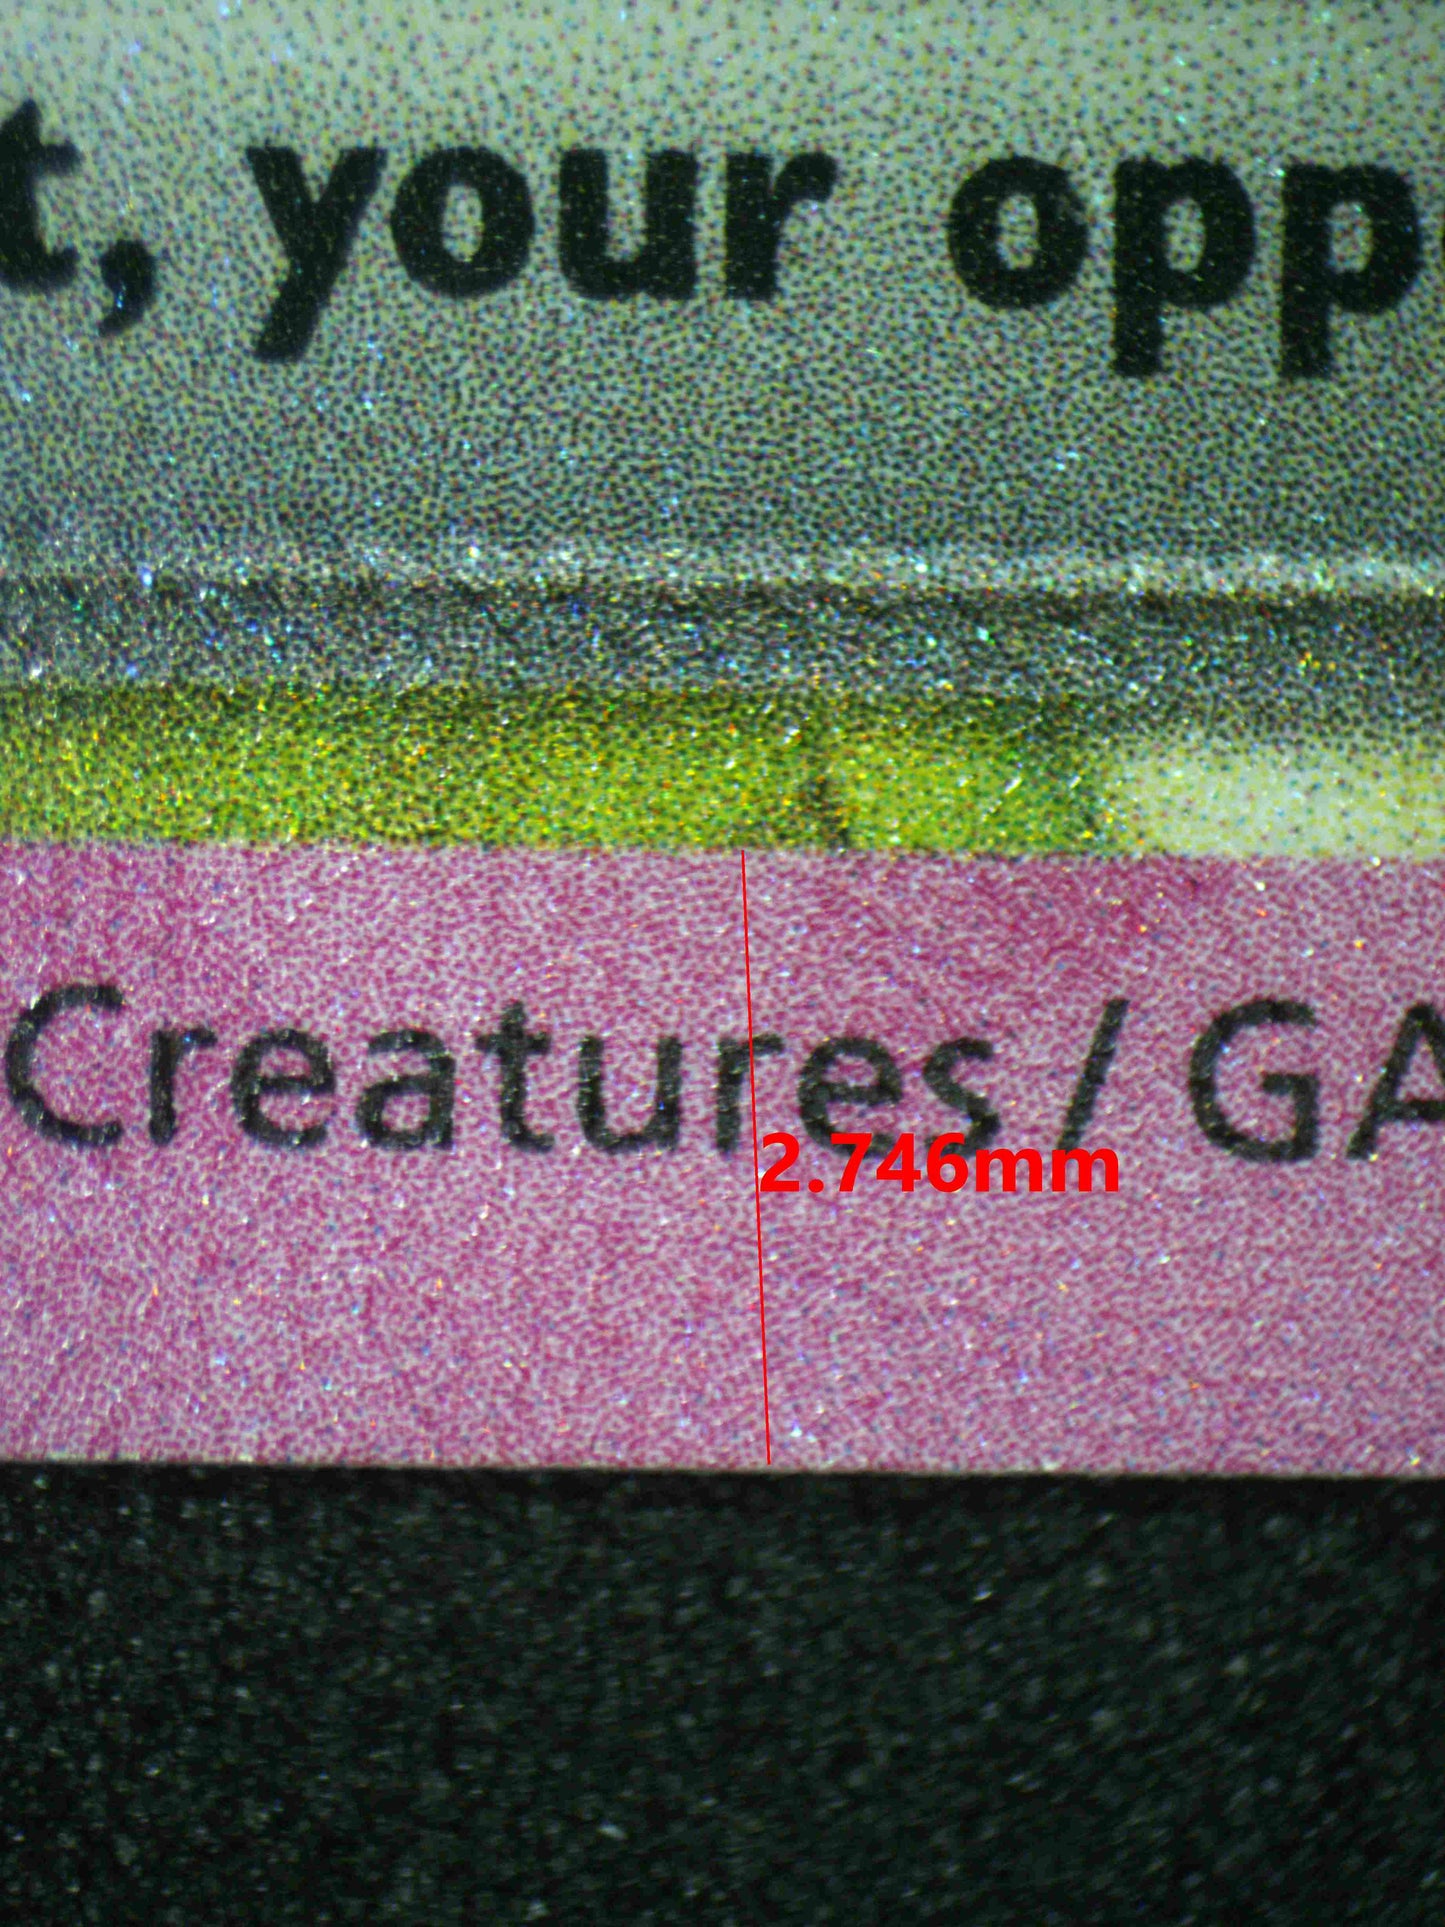 t, your opp
Creatures / GA
2.746mm